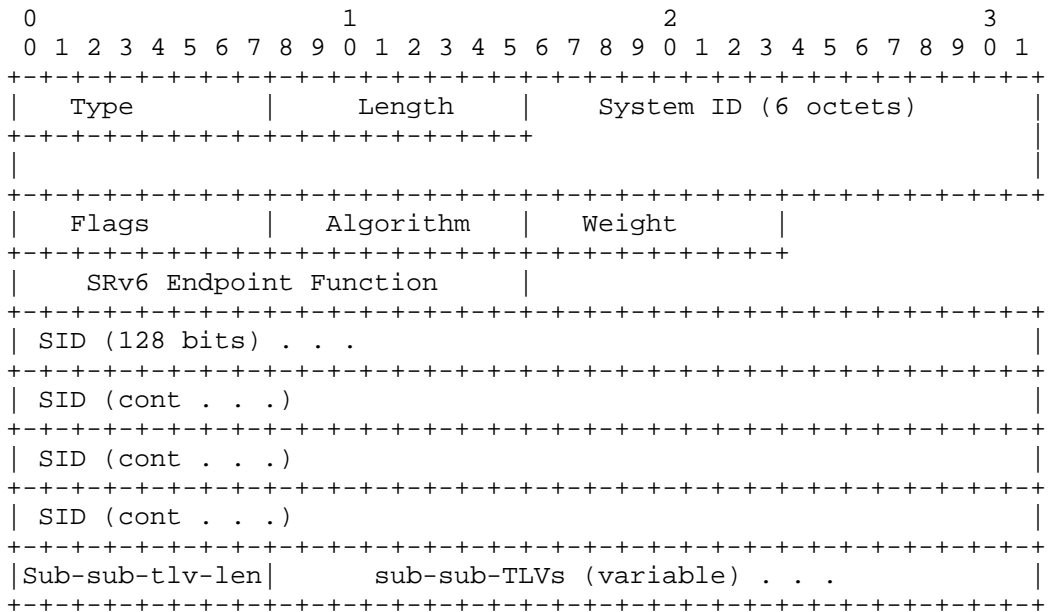 0                   1                   2                   3
 0 1 2 3 4 5 6 7 8 9 0 1 2 3 4 5 6 7 8 9 0 1 2 3 4 5 6 7 8 9 0 1
+-+-+-+-+-+-+-+-+-+-+-+-+-+-+-+-+-+-+-+-+-+-+-+-+-+-+-+-+-+-+-+-+
|   Type        |     Length    |    System ID (6 octets)       |
+-+-+-+-+-+-+-+-+-+-+-+-+-+-+-+-+                               |
|                                                               |
+-+-+-+-+-+-+-+-+-+-+-+-+-+-+-+-+-+-+-+-+-+-+-+-+-+-+-+-+-+-+-+-+
|   Flags       |   Algorithm   |   Weight      |
+-+-+-+-+-+-+-+-+-+-+-+-+-+-+-+-+-+-+-+-+-+-+-+-+
|    SRv6 Endpoint Function     |
+-+-+-+-+-+-+-+-+-+-+-+-+-+-+-+-+-+-+-+-+-+-+-+-+-+-+-+-+-+-+-+-+
| SID (128 bits) . . .                                          |
+-+-+-+-+-+-+-+-+-+-+-+-+-+-+-+-+-+-+-+-+-+-+-+-+-+-+-+-+-+-+-+-+
| SID (cont . . .)                                              |
+-+-+-+-+-+-+-+-+-+-+-+-+-+-+-+-+-+-+-+-+-+-+-+-+-+-+-+-+-+-+-+-+
| SID (cont . . .)                                              |
+-+-+-+-+-+-+-+-+-+-+-+-+-+-+-+-+-+-+-+-+-+-+-+-+-+-+-+-+-+-+-+-+
| SID (cont . . .)                                              |
+-+-+-+-+-+-+-+-+-+-+-+-+-+-+-+-+-+-+-+-+-+-+-+-+-+-+-+-+-+-+-+-+
|Sub-sub-tlv-len|      sub-sub-TLVs (variable) . . .            |
+-+-+-+-+-+-+-+-+-+-+-+-+-+-+-+-+-+-+-+-+-+-+-+-+-+-+-+-+-+-+-+-+